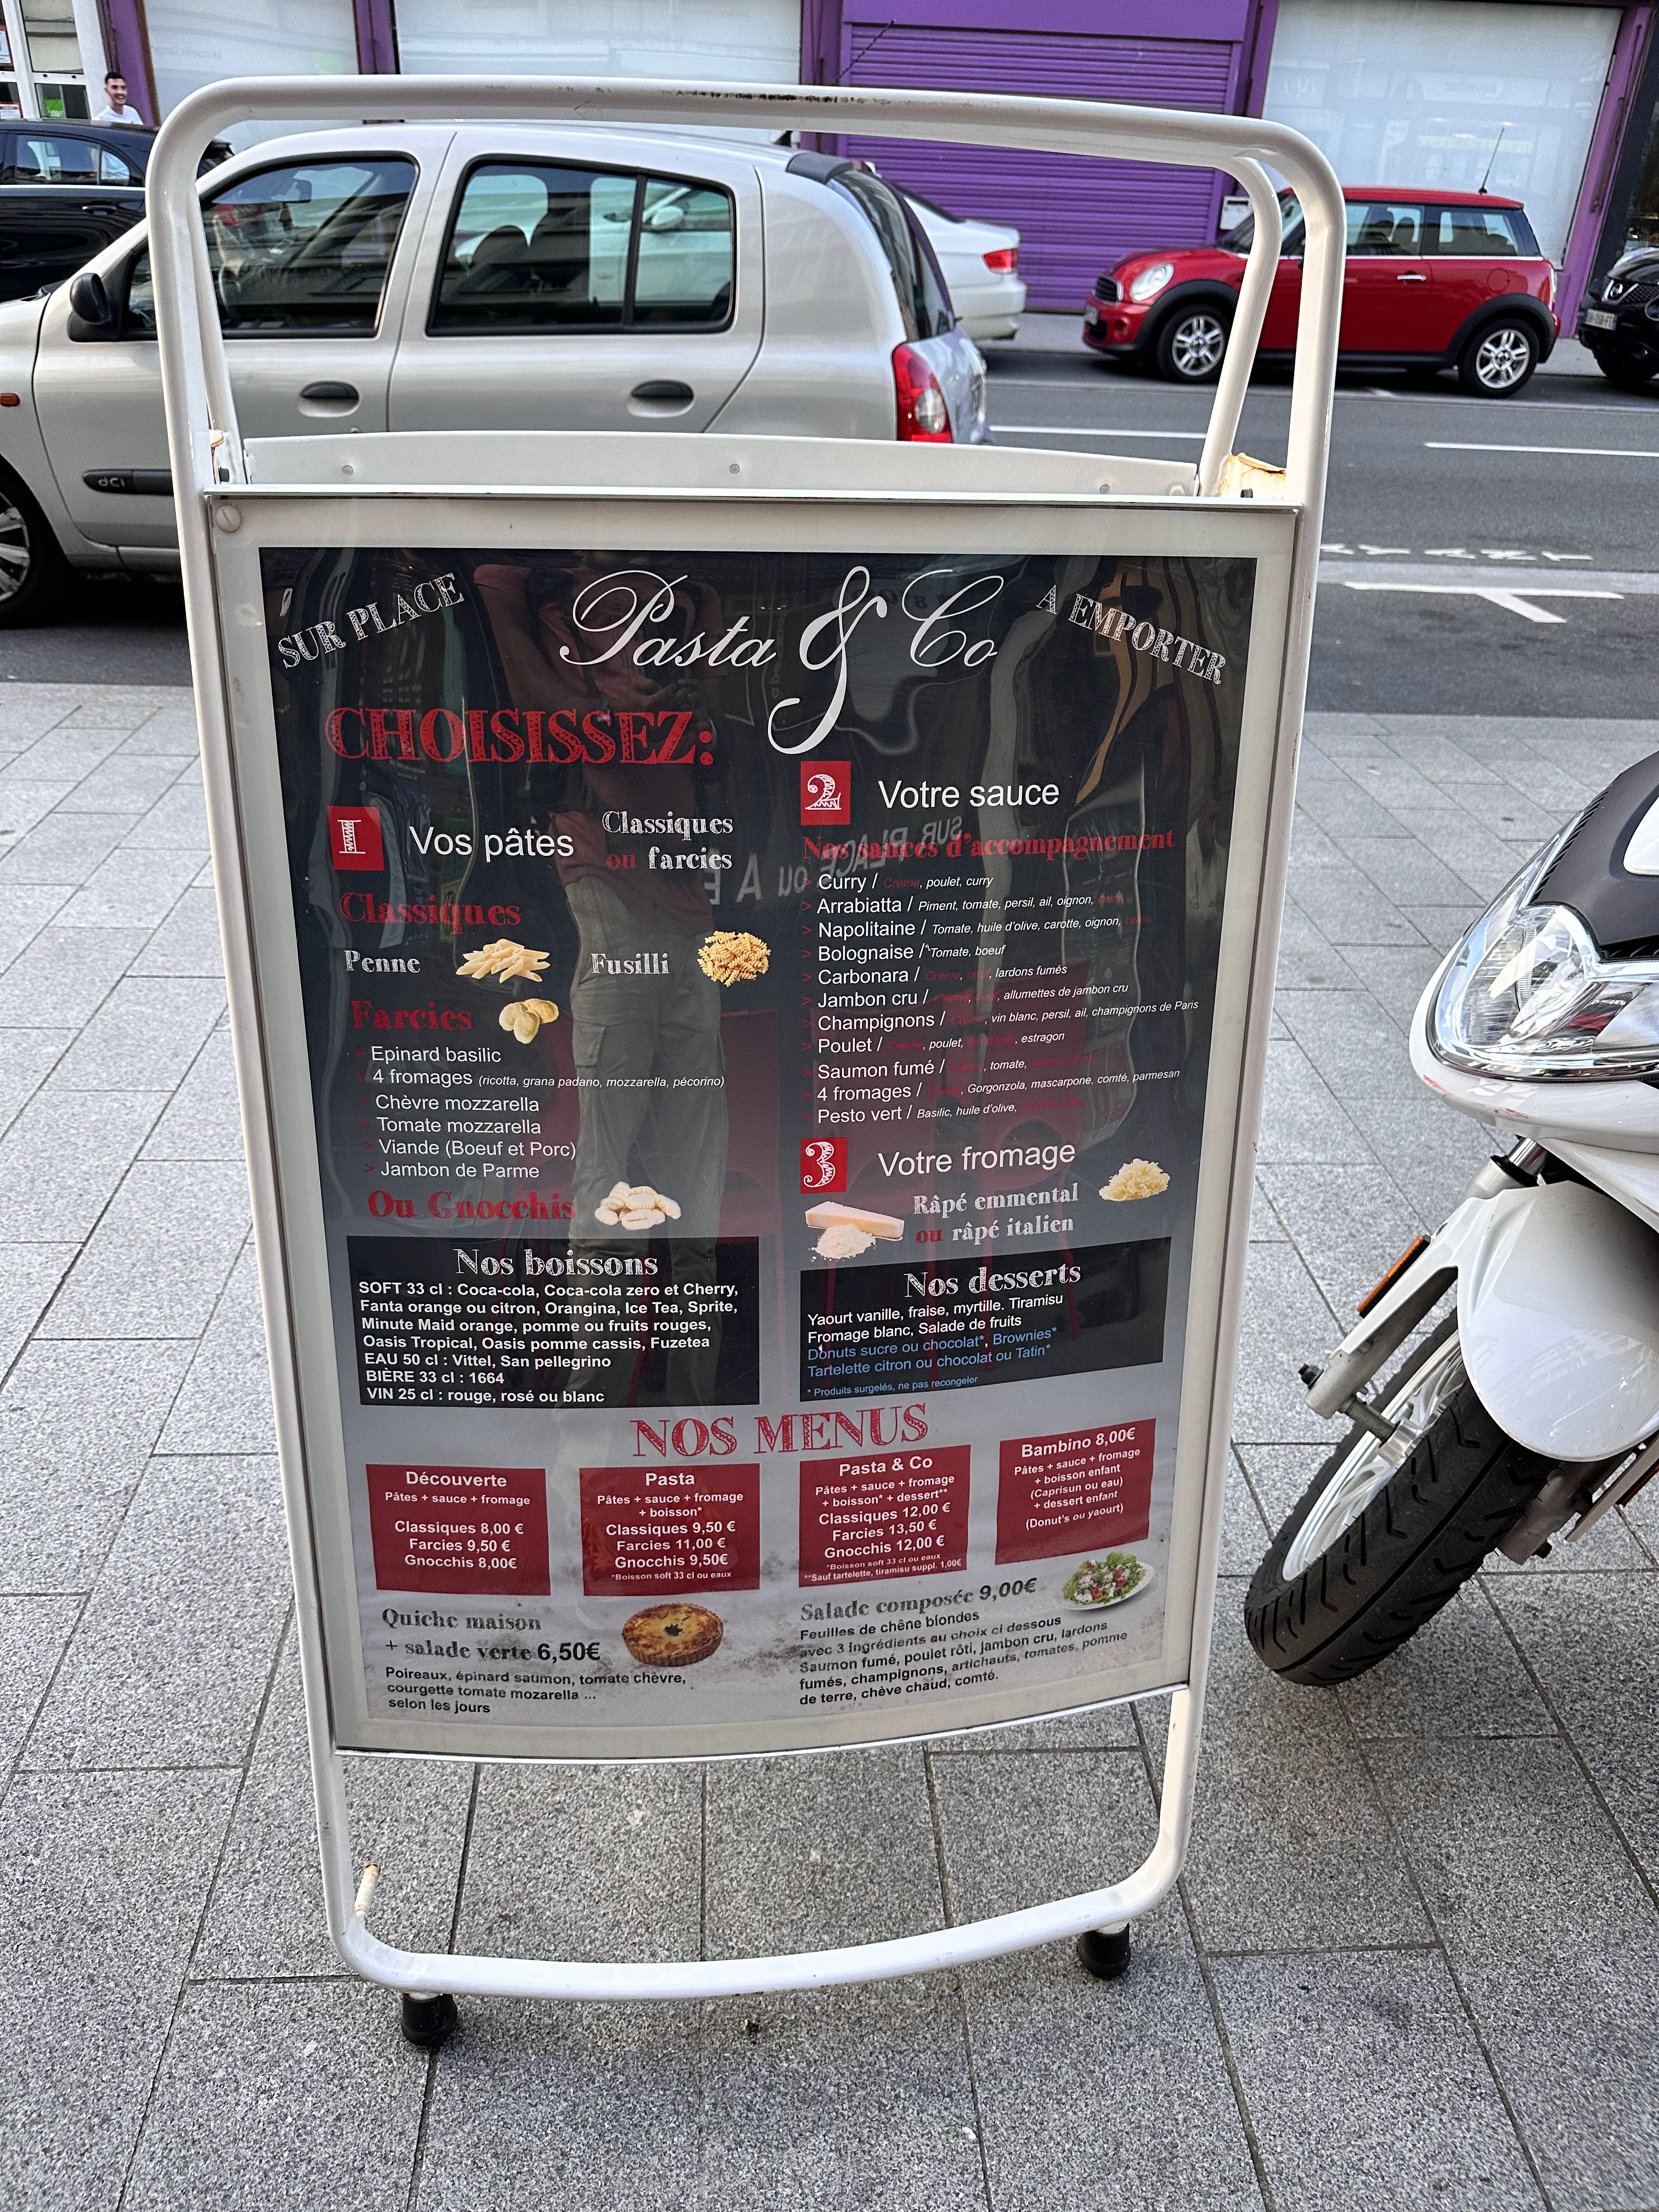 dCi
SUR PLACE
Pasta & Co
A EMPORTER
CHOISISSEZ:
1 Vos pâtes
Classiques
ou farcies
Classiques
Penne
Fusilli
Farcies
> Epinard basilic
> 4 fromages (ricotta, grana padano, mozzarella, pécorino)
> Chèvre mozzarella
> Tomate mozzarella
> Viande (Boeuf et Porc)
> Jambon de Parme
Ou Gnocchis
2 Votre sauce
Nos sauces d'accompagnement
> Curry / Crème, poulet, curry
> Arrabiatta / Piment, tomate, persil, ail, oignon,
> Napolitaine / Tomate, huile d'olive, carotte, oignon,
> Bolognaise / Tomate, boeuf
> Carbonara / Crème, oeuf, lardons fumés
> Jambon cru / Crème, , allumettes de jambon cru
> Champignons / Crème, vin blanc, persil, ail, champignons de Paris
> Poulet / Crème, poulet, moutarde, estragon
> Saumon fumé / Crème, tomate,
> 4 fromages / , Gorgonzola, mascarpone, comté, parmesan
> Pesto vert / Basilic, huile d'olive,
3 Votre fromage
Râpé emmental
ou râpé italien
Nos boissons
SOFT 33 cl : Coca-cola, Coca-cola zero et Cherry,
Fanta orange ou citron, Orangina, Ice Tea, Sprite,
Minute Maid orange, pomme ou fruits rouges,
Oasis Tropical, Oasis pomme cassis, Fuzetea
EAU 50 cl : Vittel, San pellegrino
BIÈRE 33 cl : 1664
VIN 25 cl : rouge, rosé ou blanc
Nos desserts
Yaourt vanille, fraise, myrtille. Tiramisu
Fromage blanc, Salade de fruits
Donuts sucre ou chocolat*, Brownies*
Tartelette citron ou chocolat ou Tatin*
* Produits surgelés, ne pas recongeler
NOS MENUS
Découverte
Pâtes + sauce + fromage
Classiques 8,00 €
Farcies 9,50 €
Gnocchis 8,00€
Pasta
Pâtes + sauce + fromage
+ boisson*
Classiques 9,50 €
Farcies 11,00 €
Gnocchis 9,50€
*Boisson soft 33 cl ou eaux
Pasta & Co
Pâtes + sauce + fromage
+ boisson* + dessert**
Classiques 12,00 €
Farcies 13,50 €
Gnocchis 12,00 €
*Boisson soft 33 cl ou eaux
**Sauf tartelette, tiramisu suppl. 1,00€
Bambino 8,00€
Pâtes + sauce + fromage
+ boisson enfant
(Caprisun ou eau)
+ dessert enfant
(Donut's ou yaourt)
Quiche maison
+ salade verte 6,50€
Poireaux, épinard saumon, tomate chèvre,
courgette tomate mozarella ...
selon les jours
Salade composée 9,00€
Feuilles de chêne blondes
avec 3 ingrédients au choix ci dessous
Saumon fumé, poulet rôti, jambon cru, lardons
fumés, champignons, artichauts, tomates, pomme
de terre, chève chaud, comté.